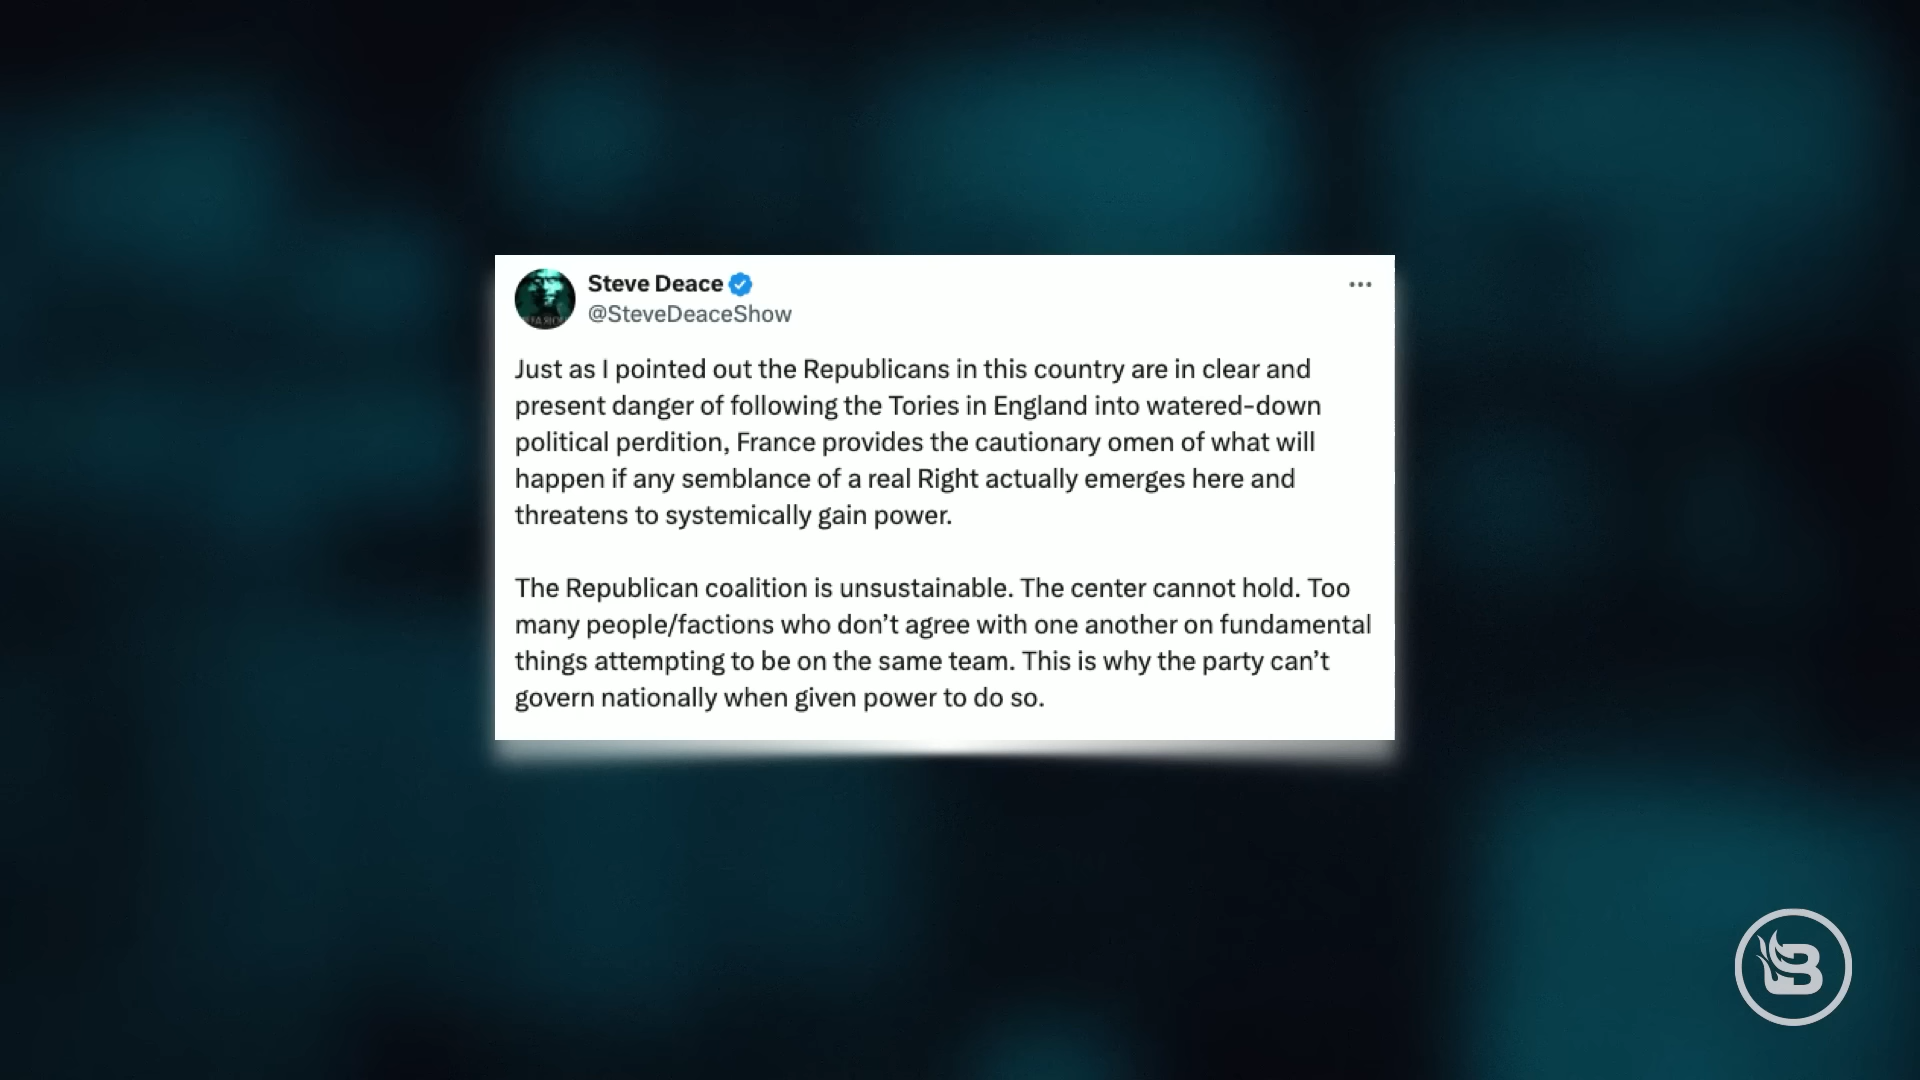 Steve Deace
@SteveDeaceShow
Just as I pointed out the Republicans in this country are in clear and
present danger of following the Tories in England into watered-down
political perdition, France provides the cautionary omen of what will
happen if any semblance of a real Right actually emerges here and
threatens to systemically gain power.
The Republican coalition is unsustainable. The center cannot hold. Too
many people/factions who don’t agree with one another on fundamental
things attempting to be on the same team. This is why the party can’t
govern nationally when given power to do so.
B